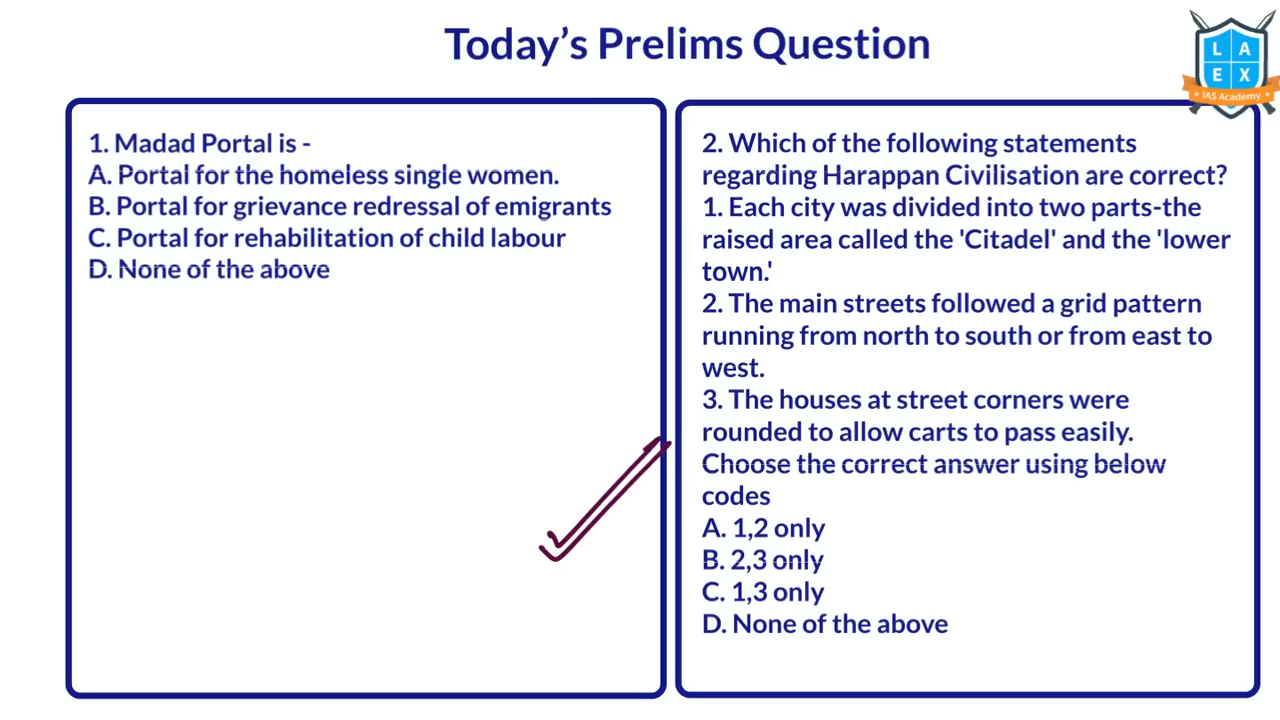 Today's Prelims Question
L A
E X
IAS Academy
1. Madad Portal is -
A. Portal for the homeless single women.
B. Portal for grievance redressal of emigrants
C. Portal for rehabilitation of child labour
D. None of the above
2. Which of the following statements
regarding Harappan Civilisation are correct?
1. Each city was divided into two parts-the
raised area called the 'Citadel' and the 'lower
town.'
2. The main streets followed a grid pattern
running from north to south or from east to
west.
3. The houses at street corners were
rounded to allow carts to pass easily.
Choose the correct answer using below
codes
A. 1,2 only
B. 2,3 only
C. 1,3 only
D. None of the above